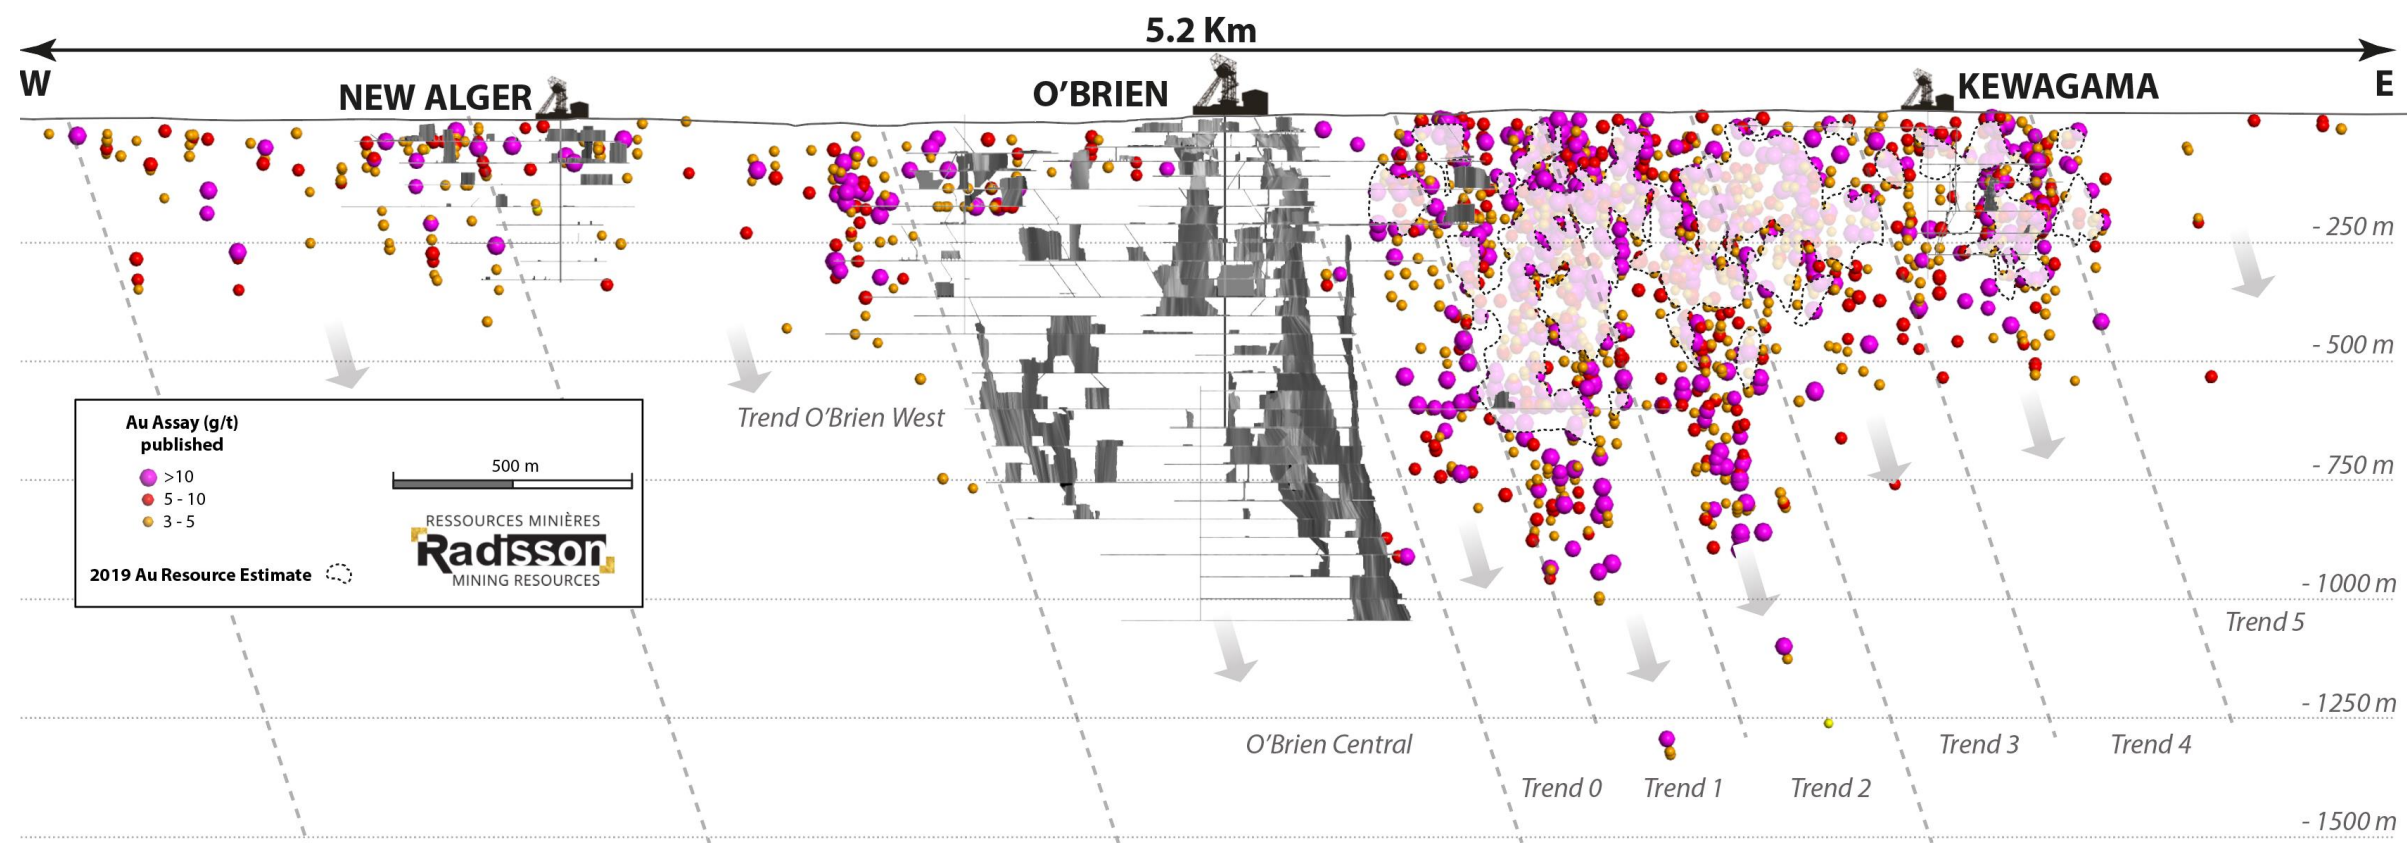 5.2 Km
W
E
NEW ALGER
O'BRIEN
KEWAGAMA
- 250 m
- 500 m
- 750 m
- 1000 m
- 1250 m
- 1500 m
Trend O'Brien West
O'Brien Central
Trend 0
Trend 1
Trend 2
Trend 3
Trend 4
Trend 5
Au Assay (g/t)
published
>10
5 - 10
3 - 5
2019 Au Resource Estimate
500 m
RESSOURCES MINIÈRES
Radisson
MINING RESOURCES